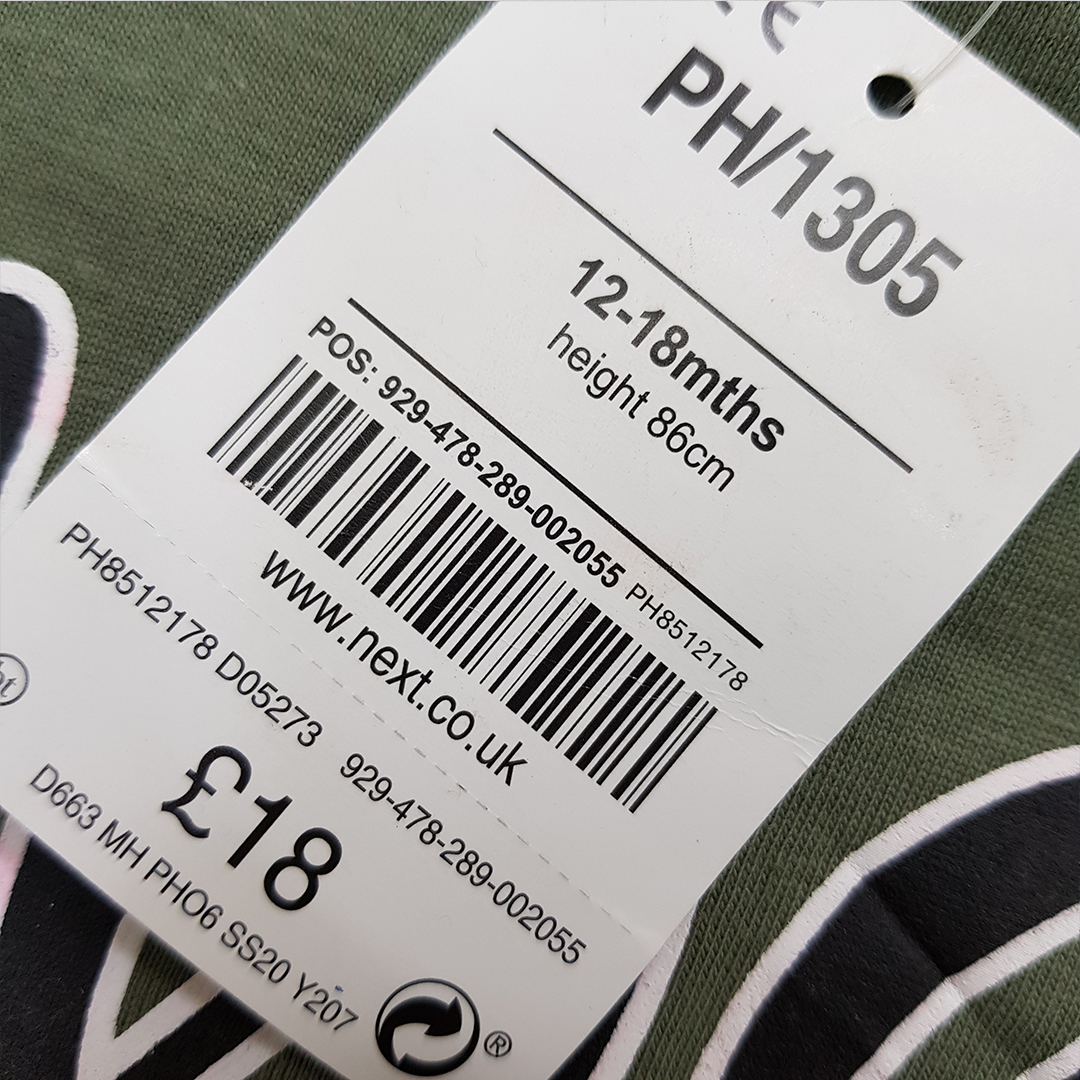 PH/1305
12-18mths
height 86cm
POS: 929-478-289-002055 PH8512178
www.next.co.uk
PH8512178 D05273 929-478-289-002055
£18
D663 MH PHO6 SS20 Y207
®